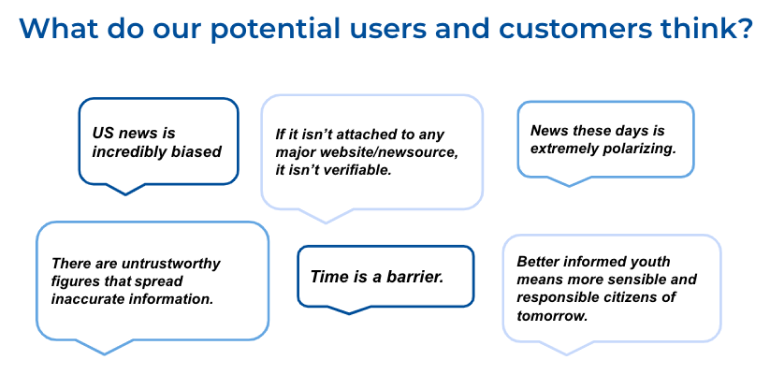 What do our potential users and customers think?
US news is
incredibly biased
If it isn't attached to any
major website/newsource,
it isn't verifiable.
News these days is
extremely polarizing.
There are untrustworthy
figures that spread
inaccurate information.
Time is a barrier.
Better informed youth
means more sensible and
responsible citizens of
tomorrow.